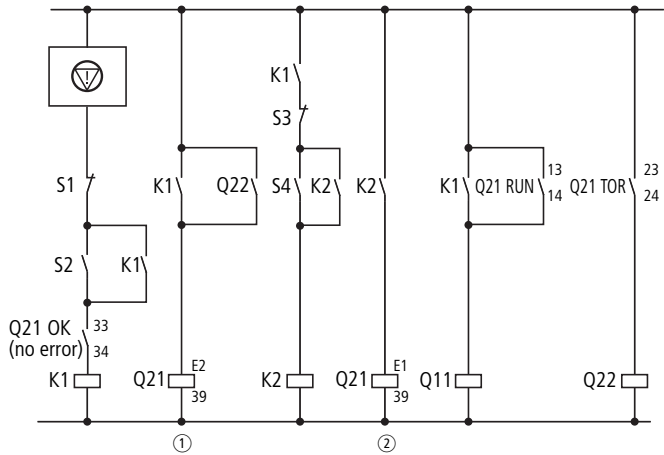 !
K1
S3
S1
K1
Q22
S4
K2
K2
K1
Q21 RUN
13
14
Q21 TOR
23
24
S2
K1
Q21 OK
(no error)
33
34
K1
Q21
E2
39
K2
Q21
E1
39
Q11
Q22
①
②